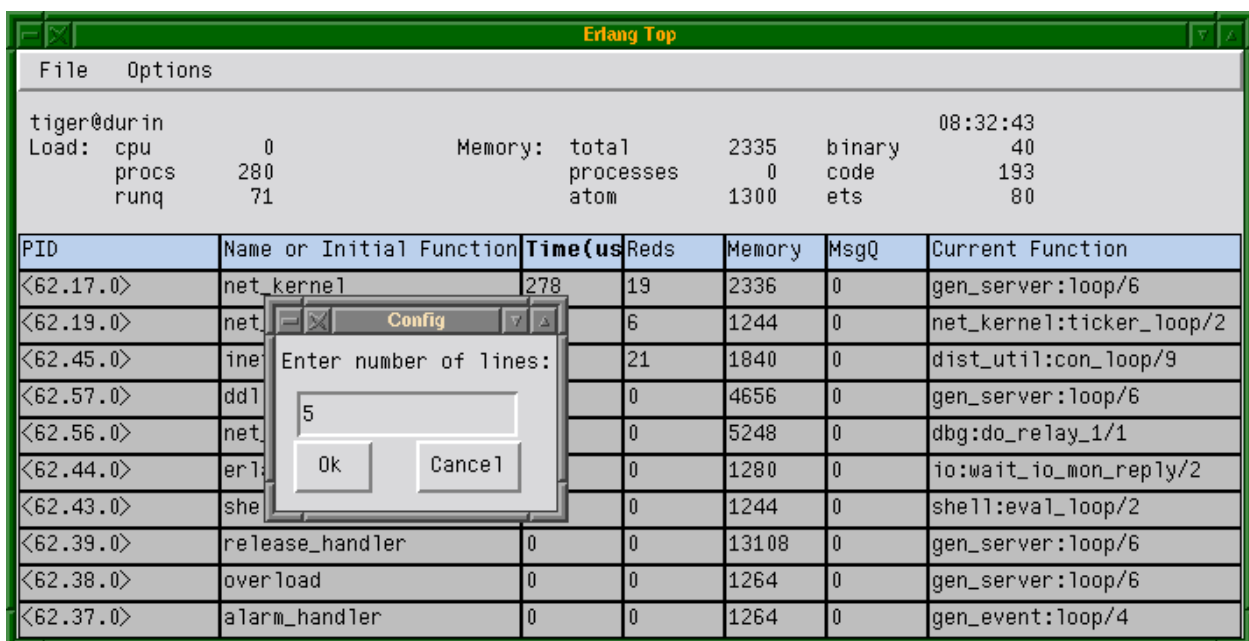 Erlang Top
File Options
tiger@durin 08:32:43
Load: cpu 0 Memory: total 2335 binary 40
procs 280 processes 0 code 193
runq 71 atom 1300 ets 80
PID Name or Initial Function Time(us Reds Memory MsgQ Current Function
<62.17.0> net_kernel 278 19 2336 0 gen_server:loop/6
<62.19.0> net_ 6 1244 0 net_kernel:ticker_loop/2
<62.45.0> ine 21 1840 0 dist_util:con_loop/9
<62.57.0> ddl 0 4656 0 gen_server:loop/6
<62.56.0> net_ 0 5248 0 dbg:do_relay_1/1
<62.44.0> erl 0 1280 0 io:wait_io_mon_reply/2
<62.43.0> she 0 1244 0 shell:eval_loop/2
<62.39.0> release_handler 0 0 13108 0 gen_server:loop/6
<62.38.0> overload 0 0 1264 0 gen_server:loop/6
<62.37.0> alarm_handler 0 0 1264 0 gen_event:loop/4
Config
Enter number of lines:
5
Ok Cancel